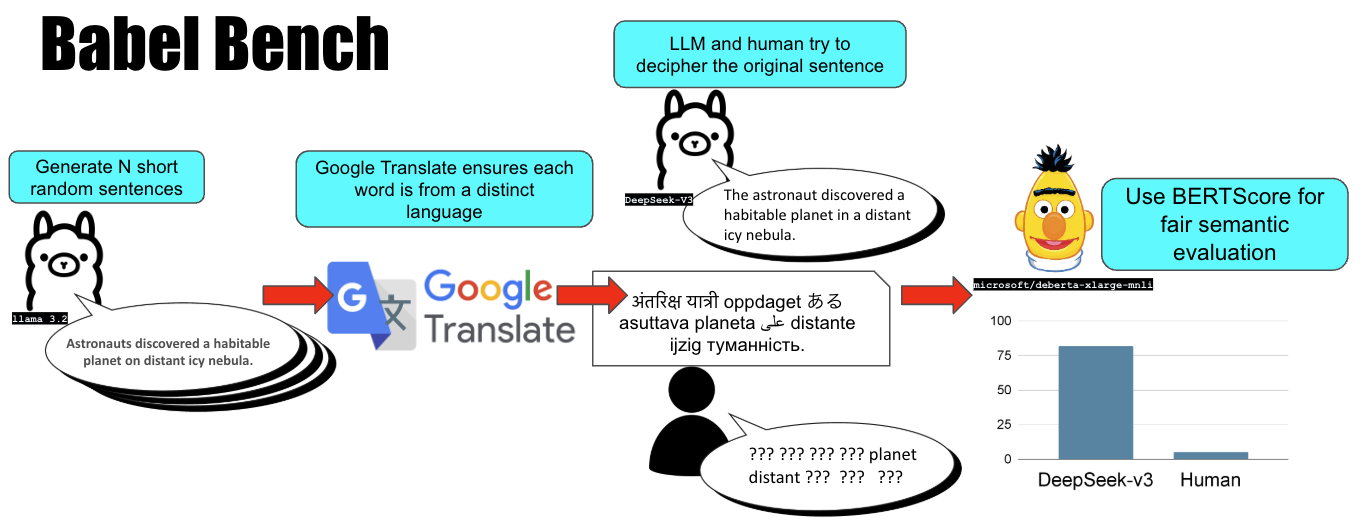 Babel Bench
Generate N short
random sentences
llama 3.2
Astronauts discovered a habitable
planet on distant icy nebula.
Google Translate ensures each
word is from a distinct
language
G 文
Google
Translate
LLM and human try to
decipher the original sentence
DeepSeek-V3
The astronaut discovered a
habitable planet in a distant
icy nebula.
अंतरिक्ष यात्री oppdaget ある
asuttava planeta على distante
ijzig туманність.
??? ??? ??? ??? planet
distant ??? ??? ???
Use BERTScore for
fair semantic
evaluation
microsoft/deberta-xlarge-mnli
100
75
50
25
0
DeepSeek-v3 Human